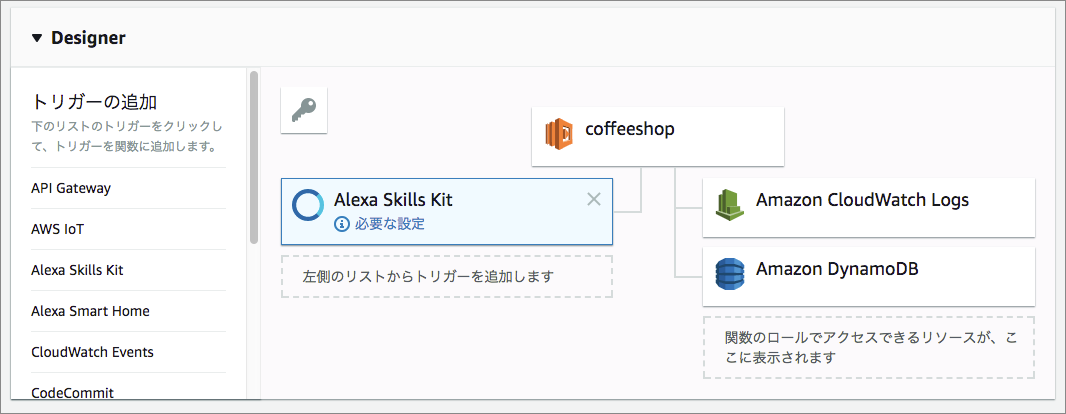 Designer
トリガーの追加
下のリストのトリガーをクリックし
て、トリガーを関数に追加します。
API Gateway
AWS IoT
Alexa Skills Kit
Alexa Smart Home
CloudWatch Events
CodeCommit
coffeeshop
Alexa Skills Kit
必要な設定
左側のリストからトリガーを追加します
Amazon CloudWatch Logs
Amazon DynamoDB
関数のロールでアクセスできるリソースが、こ
こに表示されます